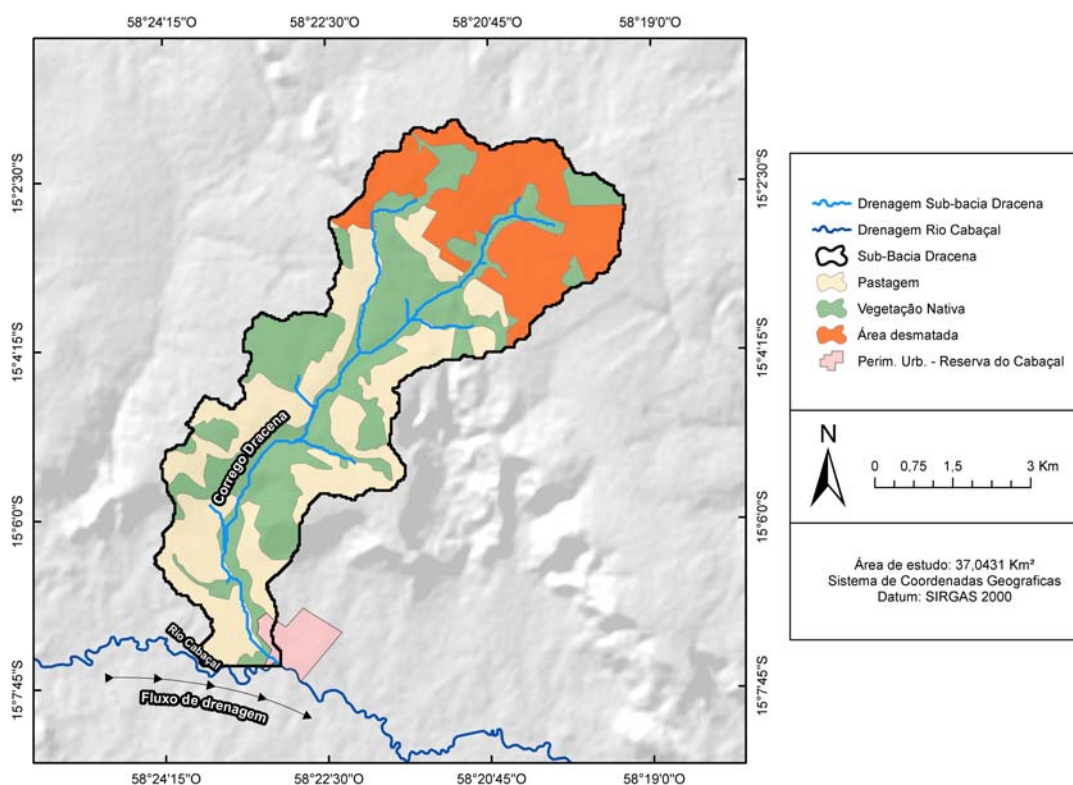 58°24'15"O
58°22'30"O
58°20'45"O
58°19'0"O
15°2'30"S
15°4'15"S
15°6'0"S
15°7'45"S
Corrego Dracena
Rio Cabaçal
Fluxo de drenagem
15°2'30"S
15°4'15"S
15°6'0"S
15°7'45"S
58°24'15"O
58°22'30"O
58°20'45"O
58°19'0"O
Drenagem Sub-bacia Dracena
Drenagem Rio Cabaçal
Sub-Bacia Dracena
Pastagem
Vegetação Nativa
Área desmatada
Perim. Urb. - Reserva do Cabaçal
N
0 0,75 1,5 3 Km
Área de estudo: 37,0431 Km²
Sistema de Coordenadas Geograficas
Datum: SIRGAS 2000